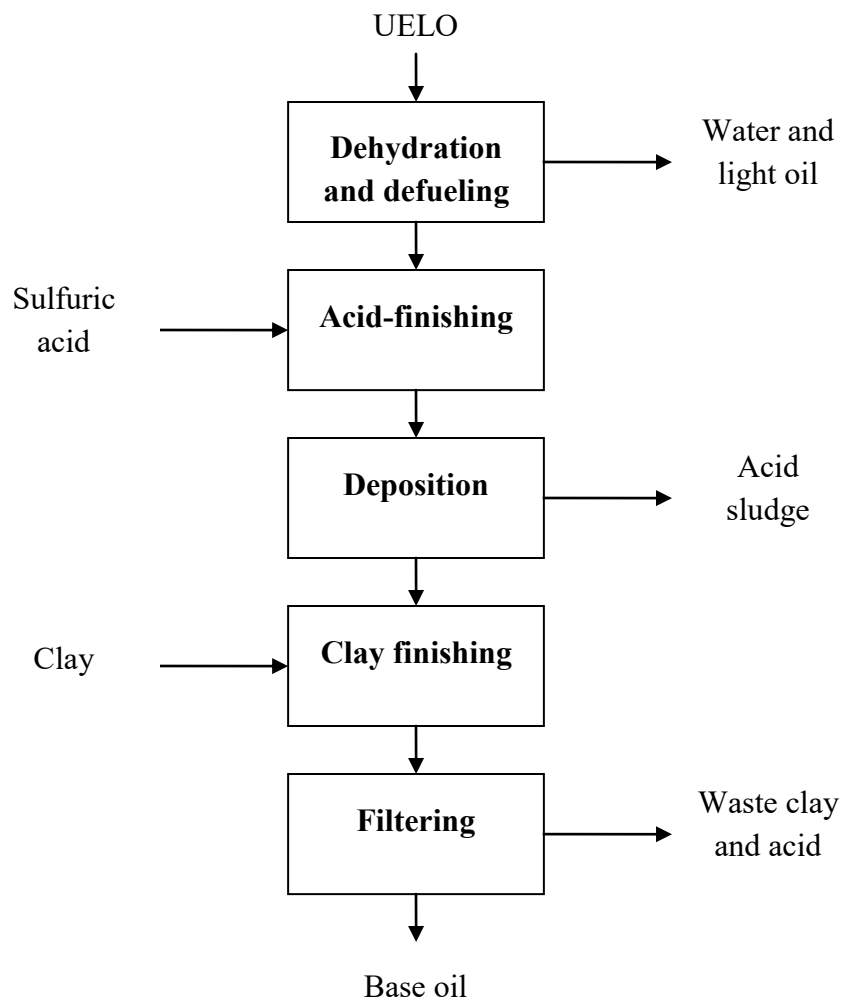 UELO
Dehydration
and defueling
Water and
light oil
Sulfuric
acid
Acid-finishing
Deposition
Acid
sludge
Clay
Clay finishing
Filtering
Waste clay
and acid
Base oil